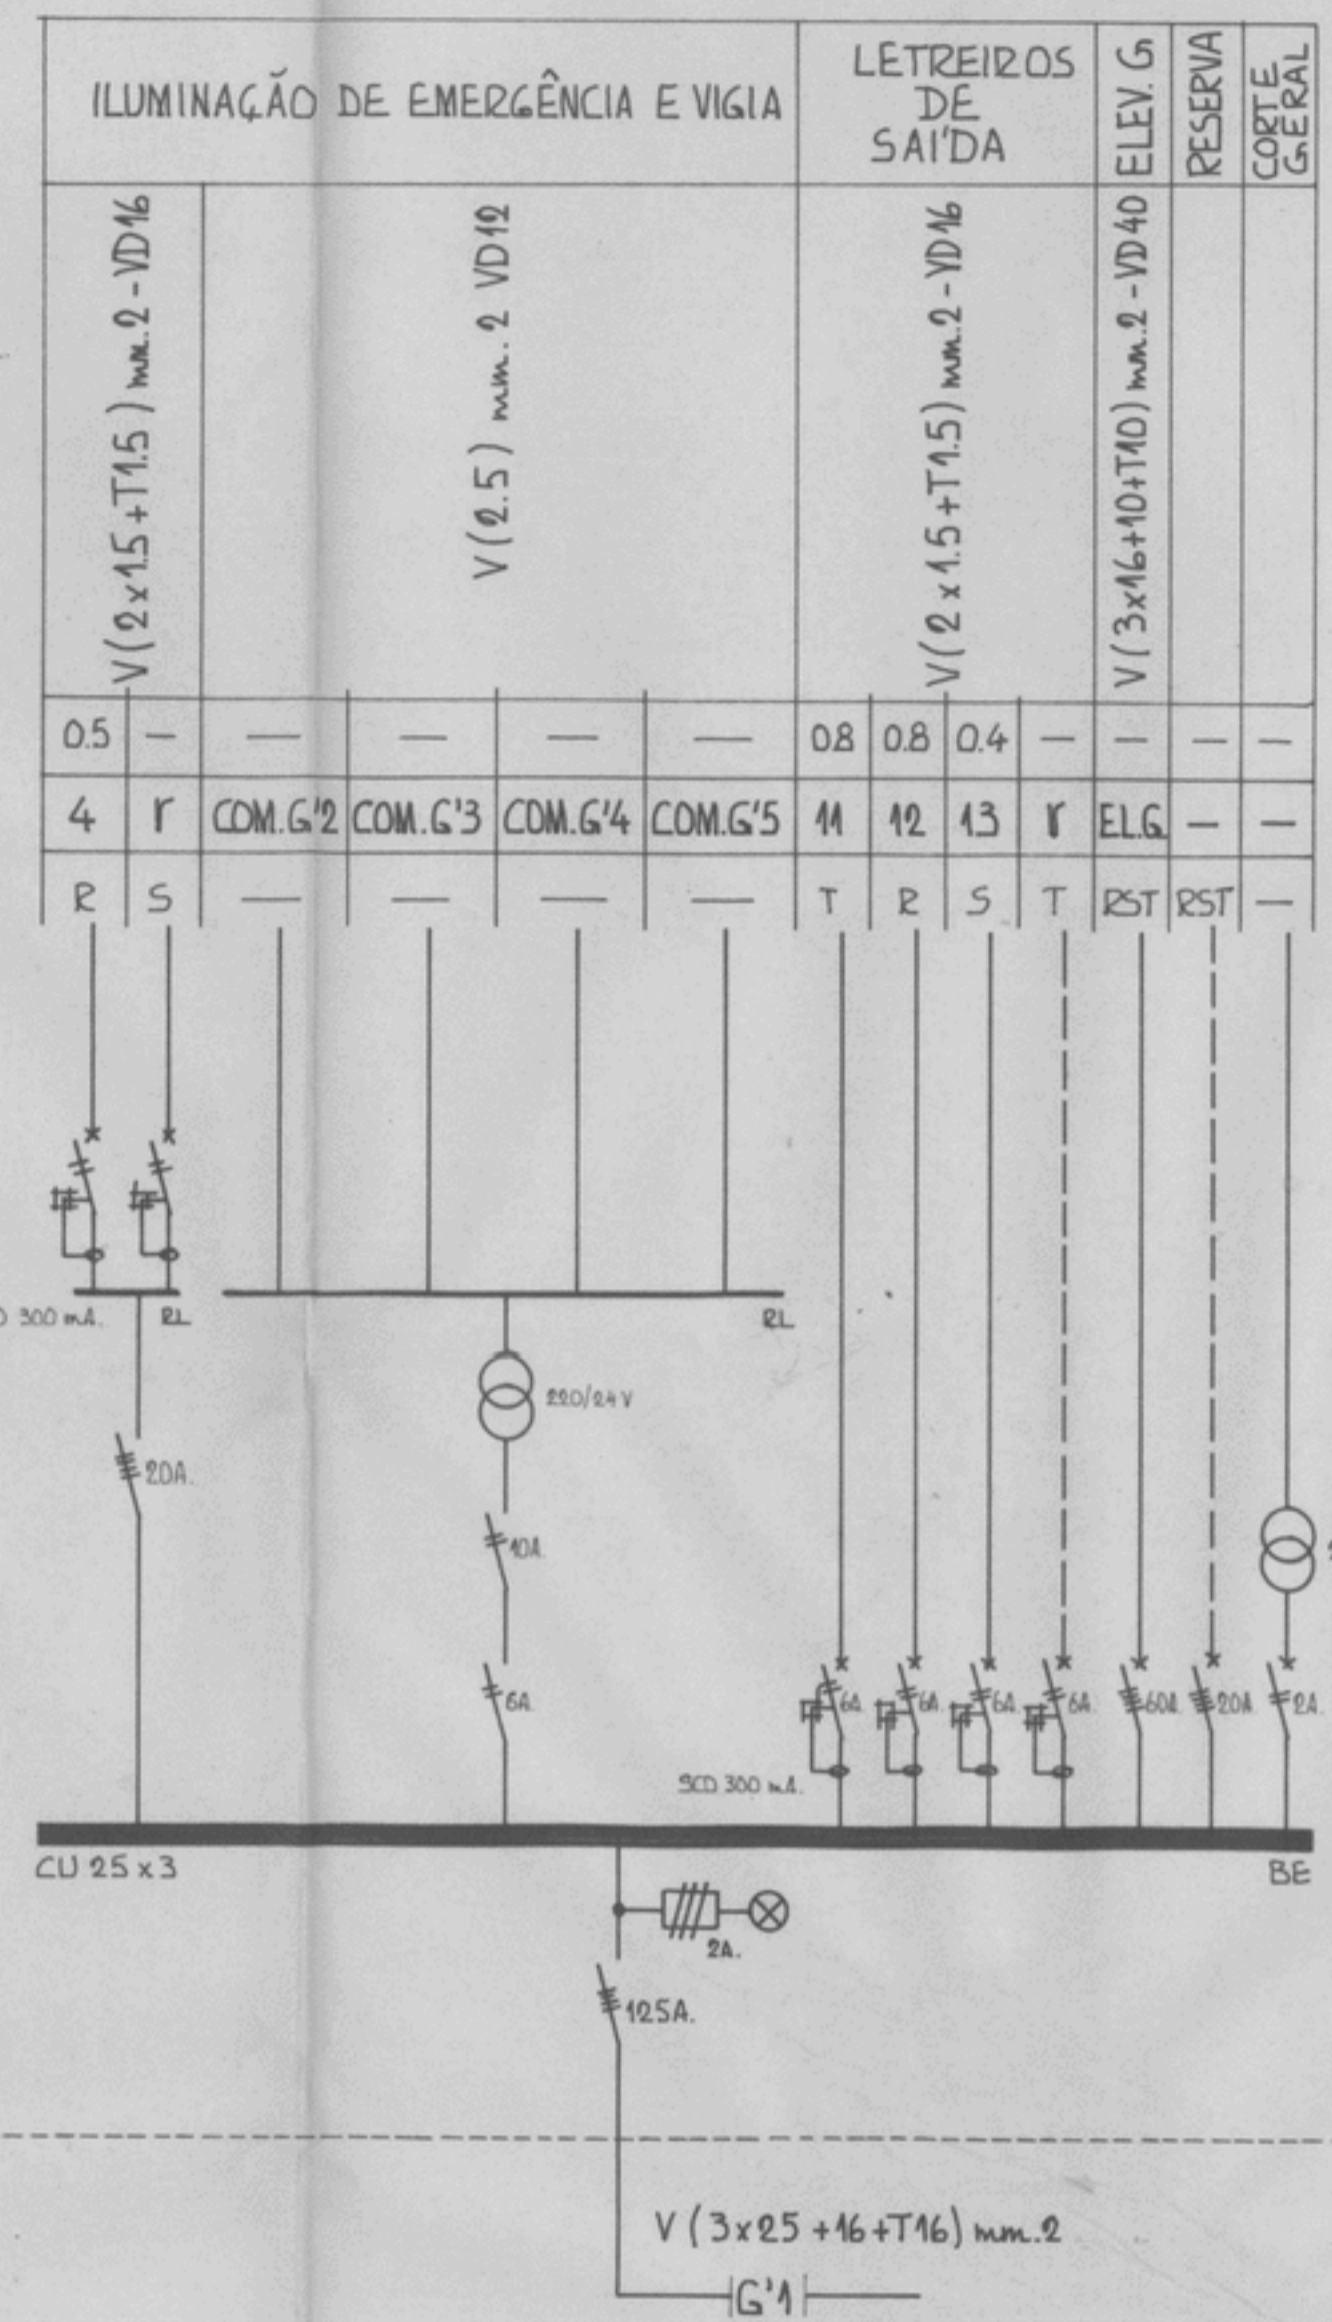 ILUMINAÇÃO DE EMERGÊNCIA E VIGIA
LETREIROS
DE
SAÍDA
ELEV. G
RESERVA
CORTE
GERAL
V(2x1.5+T1.5) mm.2 - VD16
V(2.5) mm.2 VD12
V(2x1.5+T1.5) mm.2 - VD16
V(3x16+10+T10) mm.2 - VD40
0.5 — — — — — 0.8 0.8 0.4 — — — —
4 r COM.G'2 COM.G'3 COM.G'4 COM.G'5 11 12 13 r EL.G — —
R S — — — — T R S T RST RST —
300 mA. RL
RL
220/24 V
20A.
10A.
6A.
6A. 6A. 6A. 6A. 60A. 20A. 2A.
SCD 300 mA.
CU 25 x 3
BE
2A.
125A.
V (3x25 +16 +T16) mm.2
G'1